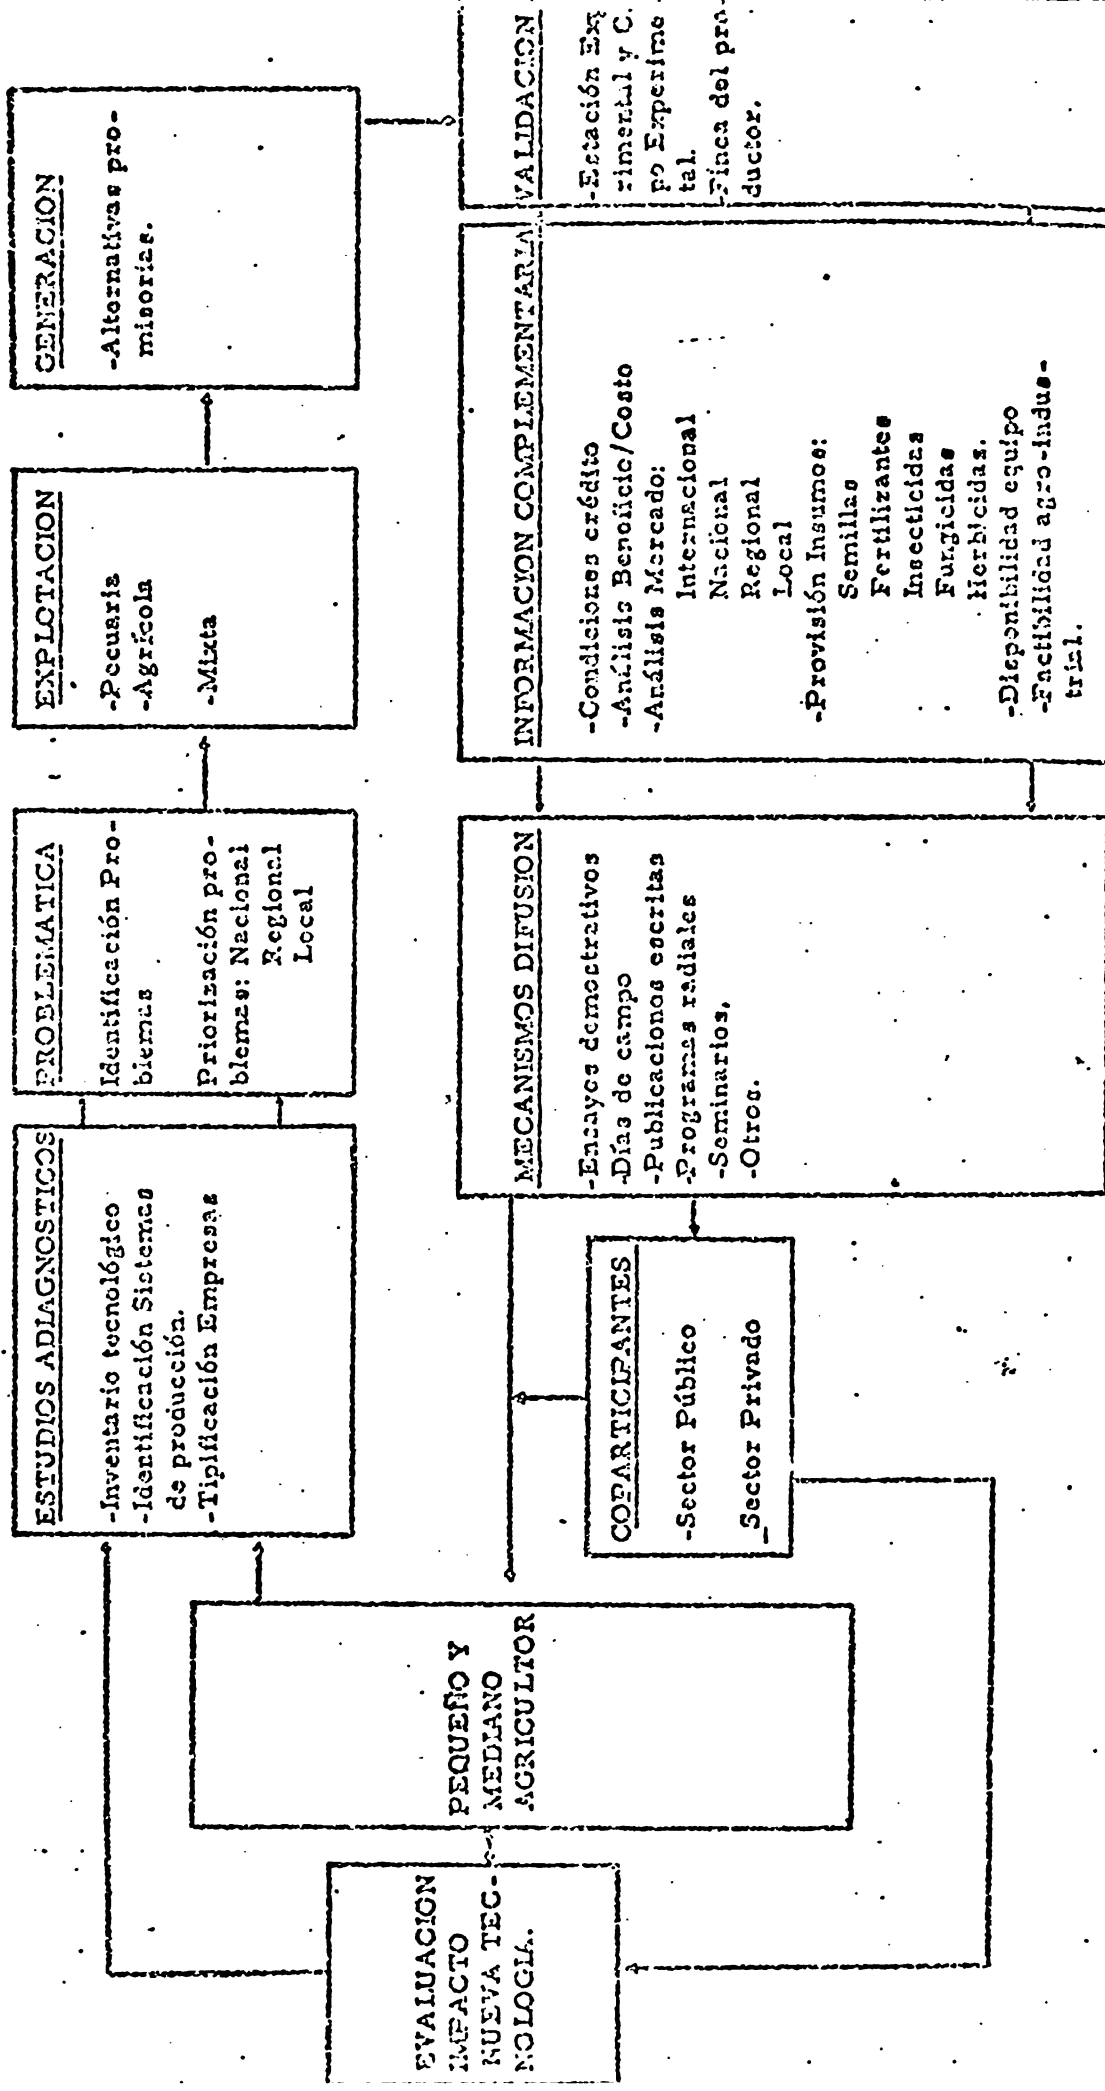 ESTUDIOS ADIAGNOSTICOS
-Inventario tecnológico
-Identificación Sistemas
de producción.
-Tipificación Empresas
PROBLEMATICA
Identificación Pro-
blemas
Priorización pro-
blemas: Nacional
Regional
Local
EXPLOTACION
-Pecuaria
-Agrícola
-Mixta
GENERACION
-Alternativas pro-
misorias.
EVALUACION
IMPACTO
NUEVA TEC-
NOLOGIA.
PEQUEÑO Y
MEDIANO
AGRICULTOR
COPARTICIPANTES
-Sector Público
-Sector Privado
MECANISMOS DIFUSION
-Ensayos demostrativos
-Días de campo
-Publicaciones escritas
-Programas radiales
-Seminarios,
-Otros.
INFORMACION COMPLEMENTARIA
-Condiciones crédito
-Análisis Beneficio/Costo
-Análisis Mercado:
Internacional
Nacional
Regional
Local
-Provisión Insumos:
Semillas
Fertilizantes
Insecticidas
Fungicidas
Herbicidas.
-Disponibilidad equipo
-Factibilidad agro-indus-
trial.
VALIDACION
-Estación Exp
rimental y C.
po Experime
tal.
-Finca del pro-
ductor.